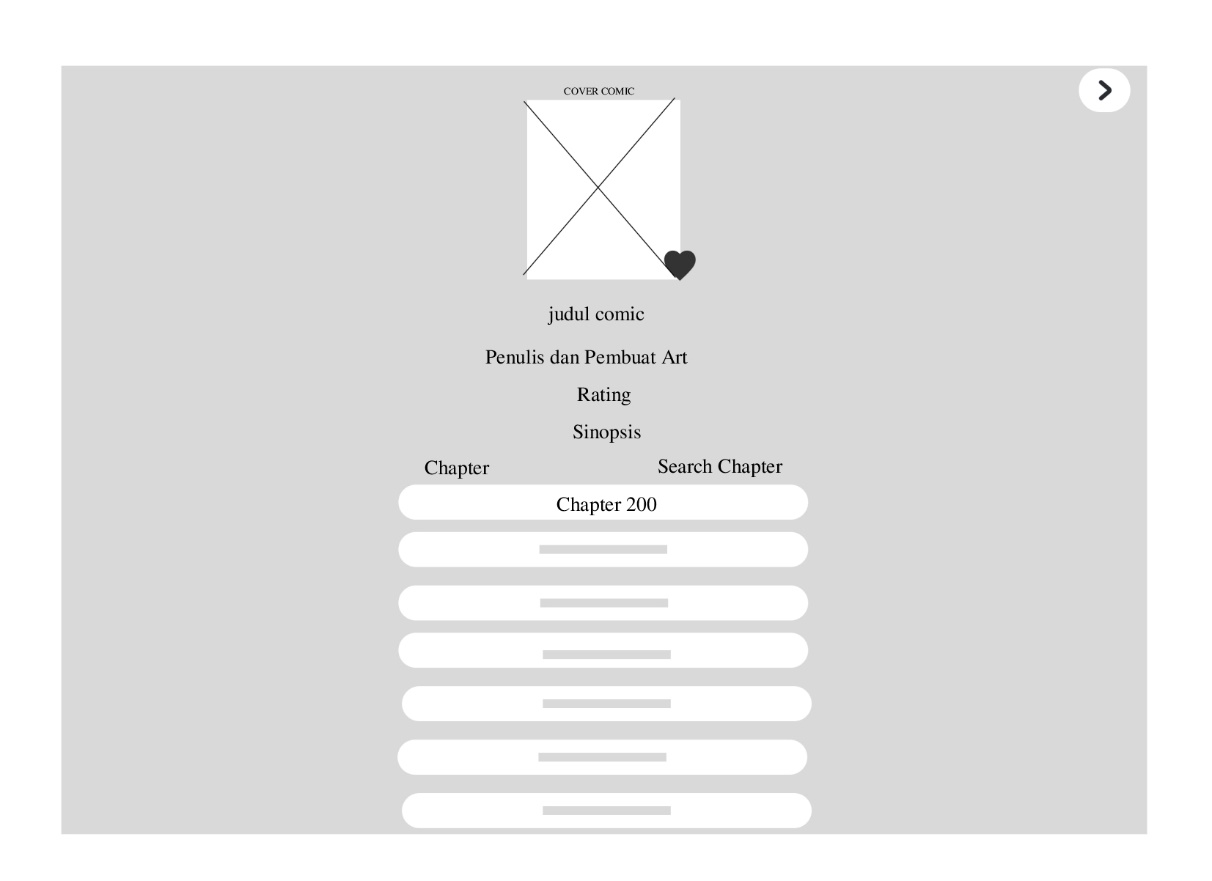 COVER COMIC
judul comic
Penulis dan Pembuat Art
Rating
Sinopsis
Chapter
Search Chapter
Chapter 200